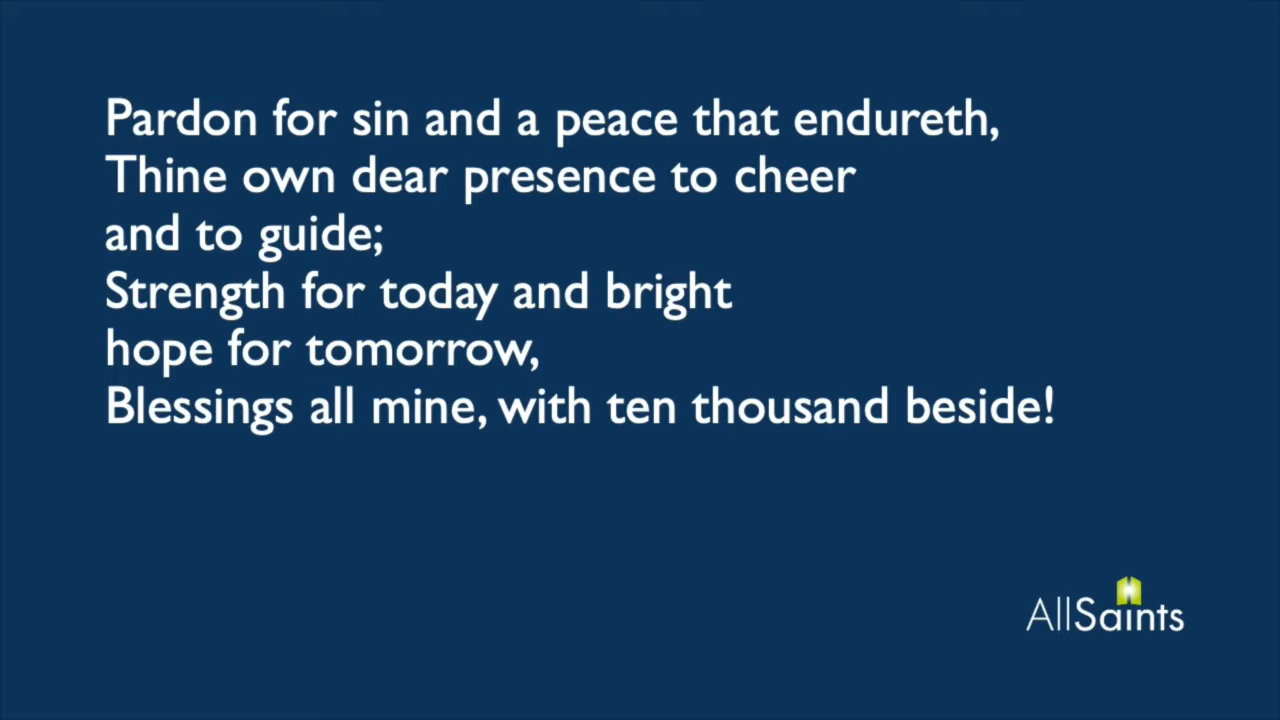 Pardon for sin and a peace that endureth,
Thine own dear presence to cheer
and to guide;
Strength for today and bright
hope for tomorrow,
Blessings all mine, with ten thousand beside!
AllSaints